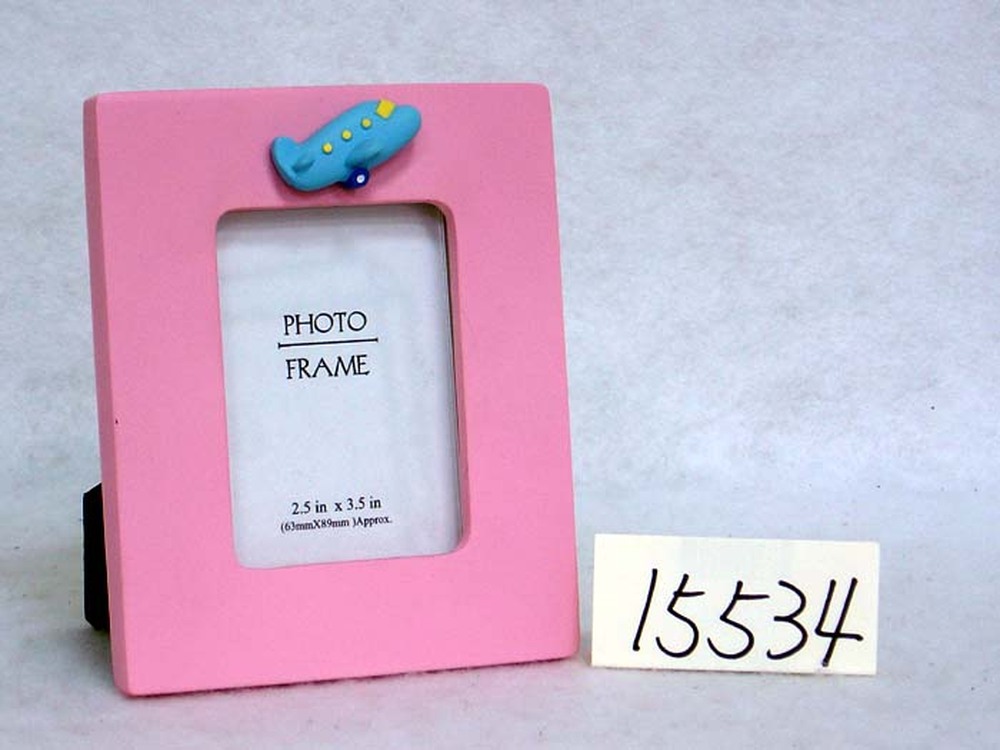 PHOTO
FRAME
2.5 in x 3.5 in
(63mmX89mm )Approx.
15534